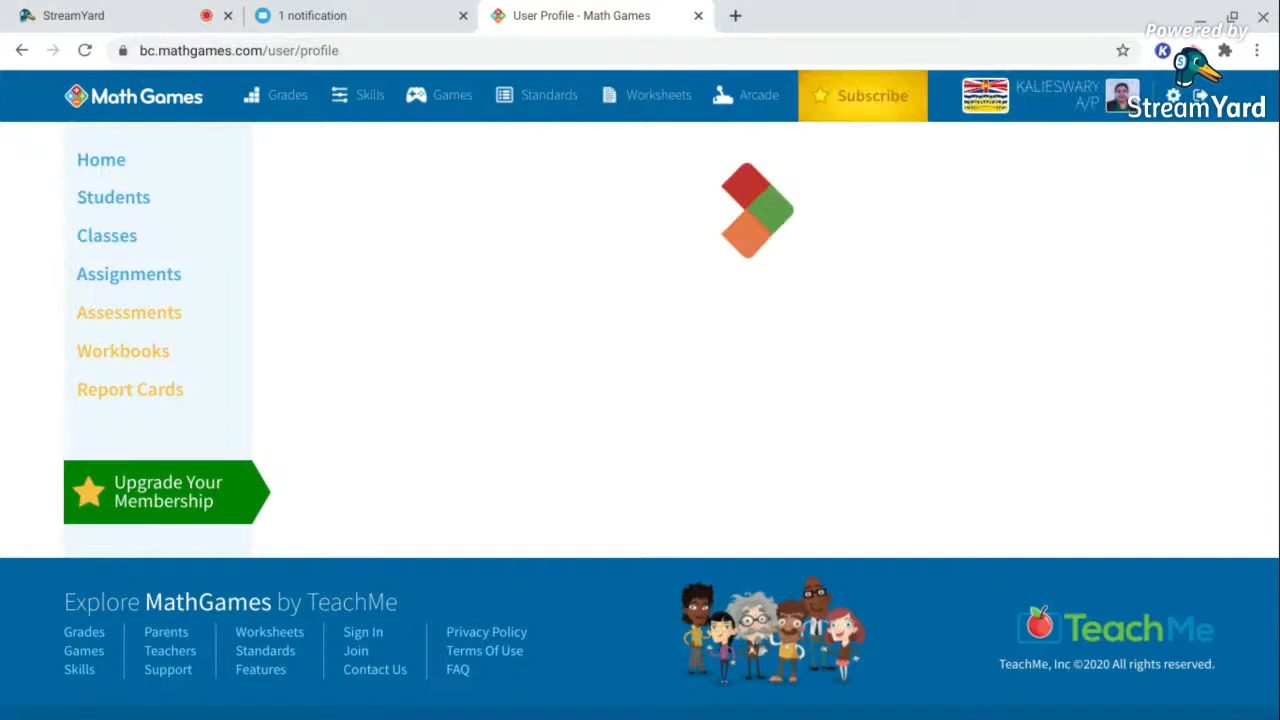 StreamYard
1 notification
User Profile - Math Games
Powered by
StreamYard
bc.mathgames.com/user/profile
K
S
Math Games
Grades
Skills
Games
Standards
Worksheets
Arcade
Subscribe
KALIESWARY
A/P
Home
Students
Classes
Assignments
Assessments
Workbooks
Report Cards
Upgrade Your
Membership
Explore MathGames by TeachMe
Grades
Games
Skills
Parents
Teachers
Support
Worksheets
Standards
Features
Sign In
Join
Contact Us
Privacy Policy
Terms Of Use
FAQ
TeachMe
TeachMe, Inc ©2020 All rights reserved.